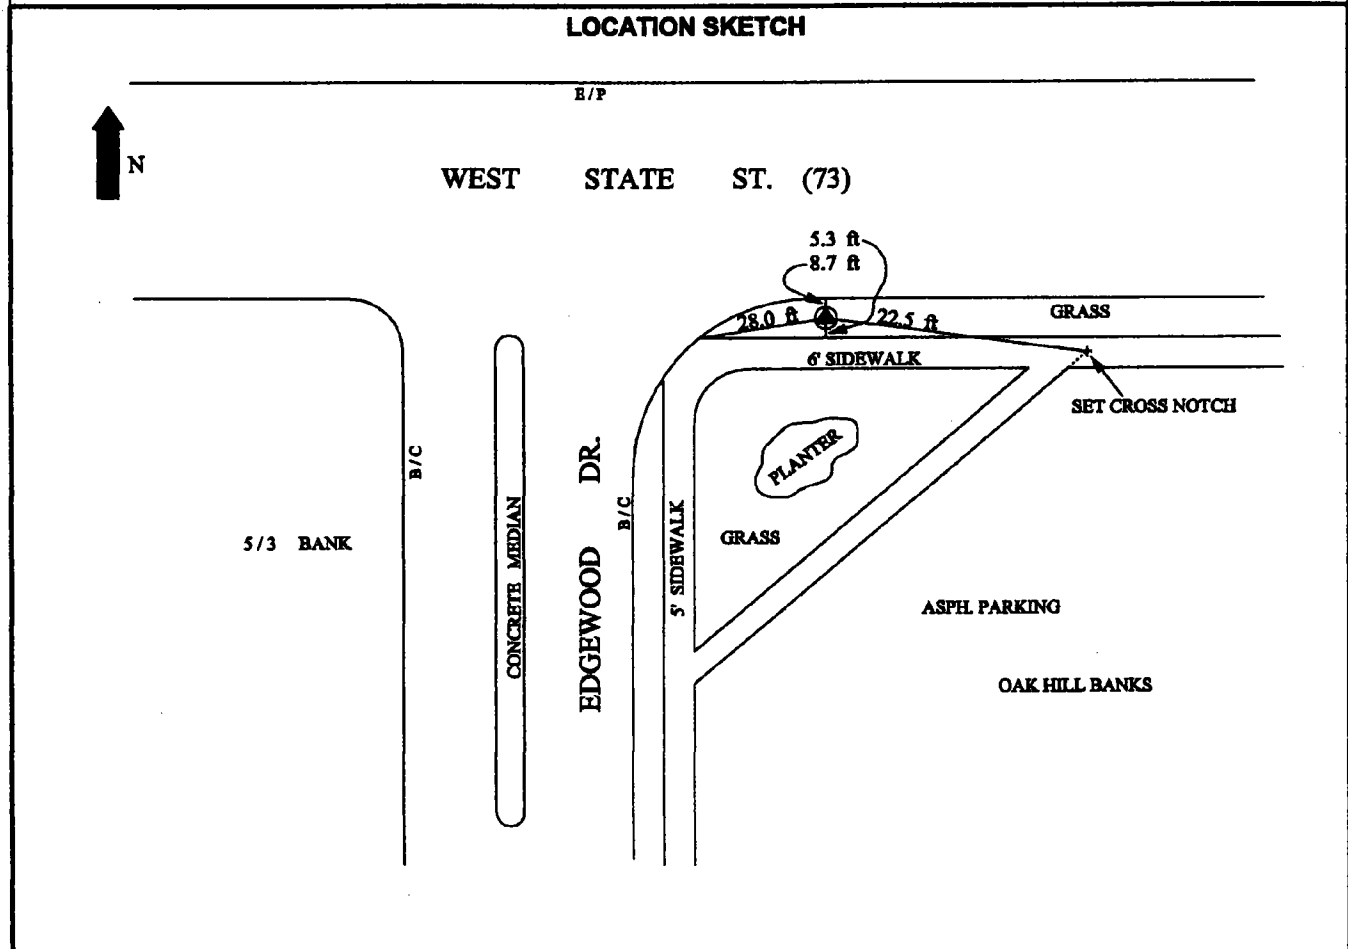 LOCATION SKETCH
E/P
N
WEST STATE ST. (73)
5.3 ft
8.7 ft
28.0 ft
22.5 ft
GRASS
6' SIDEWALK
SET CROSS NOTCH
PLANTER
B/C
EDGEWOOD DR.
B/C
5' SIDEWALK
CONCRETE MEDIAN
GRASS
5/3 BANK
ASPH. PARKING
OAK HILL BANKS